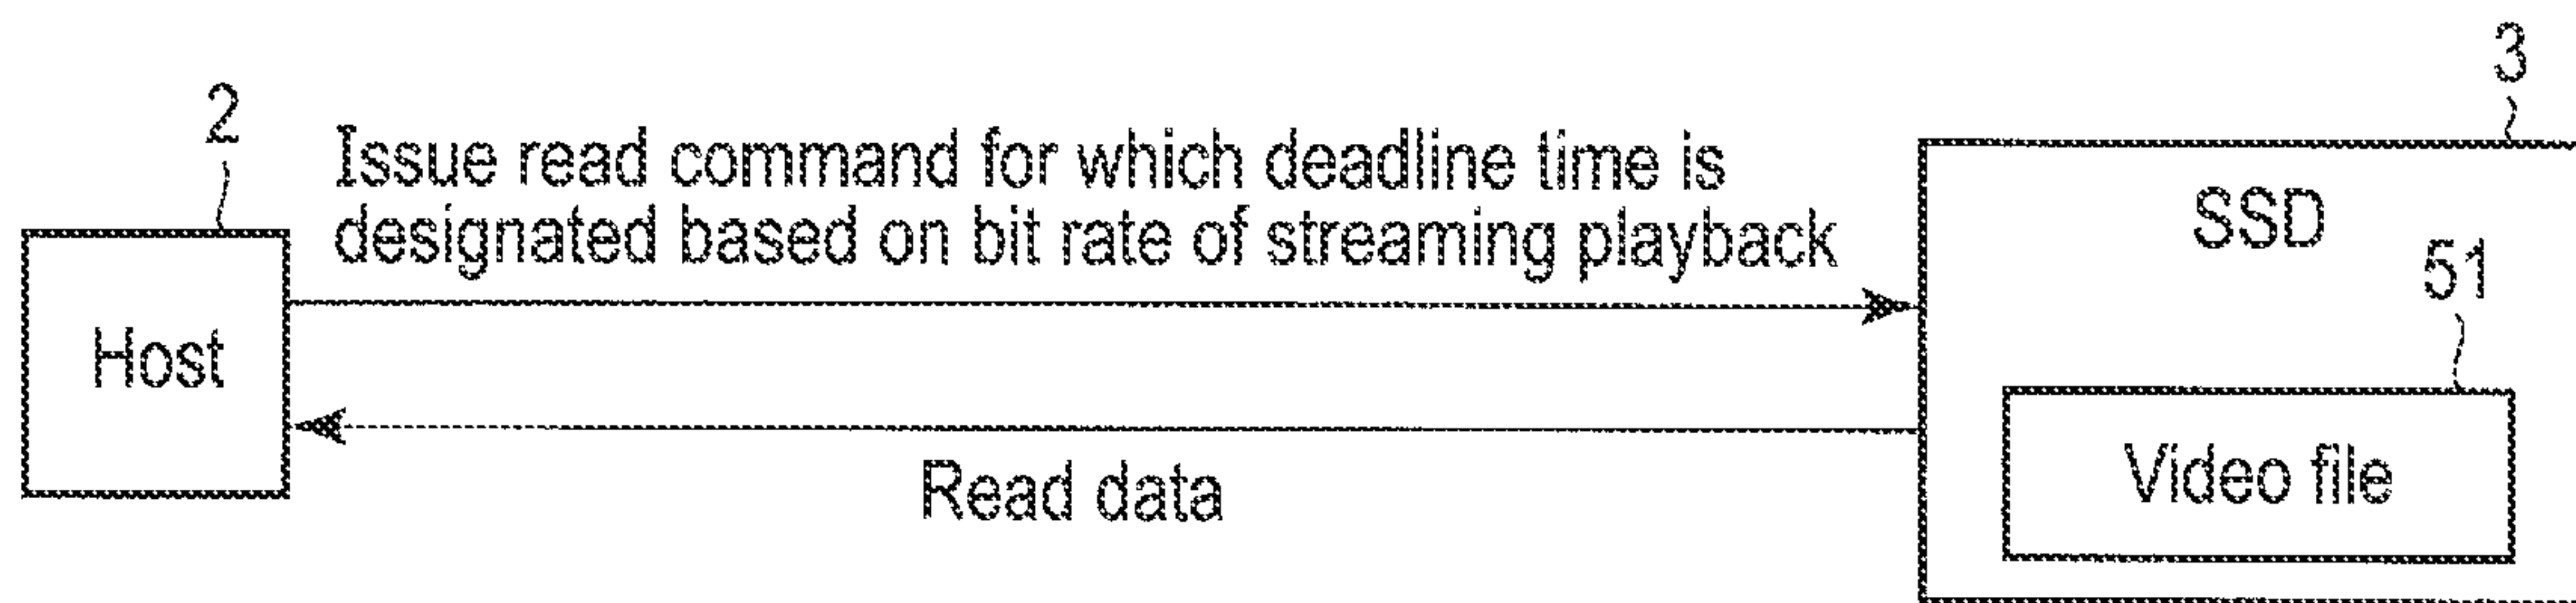 3
2
Issue read command for which deadline time is
designated based on bit rate of streaming playback
SSD
51
Host
Read data
Video file